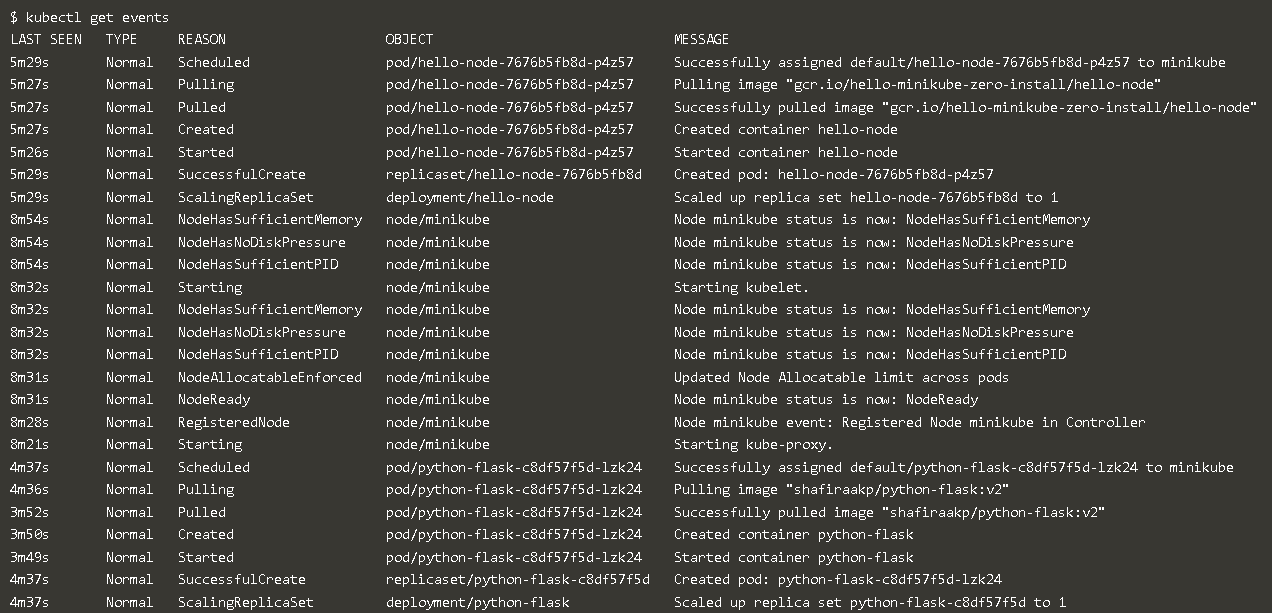 $ kubectl get events
LAST SEEN   TYPE     REASON                    OBJECT                             MESSAGE
5m29s       Normal   Scheduled                 pod/hello-node-7676b5fb8d-p4z57     Successfully assigned default/hello-node-7676b5fb8d-p4z57 to minikube
5m27s       Normal   Pulling                   pod/hello-node-7676b5fb8d-p4z57     Pulling image "gcr.io/hello-minikube-zero-install/hello-node"
5m27s       Normal   Pulled                    pod/hello-node-7676b5fb8d-p4z57     Successfully pulled image "gcr.io/hello-minikube-zero-install/hello-node"
5m27s       Normal   Created                   pod/hello-node-7676b5fb8d-p4z57     Created container hello-node
5m26s       Normal   Started                   pod/hello-node-7676b5fb8d-p4z57     Started container hello-node
5m29s       Normal   SuccessfulCreate          replicaset/hello-node-7676b5fb8d    Created pod: hello-node-7676b5fb8d-p4z57
5m29s       Normal   ScalingReplicaSet         deployment/hello-node               Scaled up replica set hello-node-7676b5fb8d to 1
8m54s       Normal   NodeHasSufficientMemory   node/minikube                       Node minikube status is now: NodeHasSufficientMemory
8m54s       Normal   NodeHasNoDiskPressure     node/minikube                       Node minikube status is now: NodeHasNoDiskPressure
8m54s       Normal   NodeHasSufficientPID      node/minikube                       Node minikube status is now: NodeHasSufficientPID
8m32s       Normal   Starting                  node/minikube                       Starting kubelet.
8m32s       Normal   NodeHasSufficientMemory   node/minikube                       Node minikube status is now: NodeHasSufficientMemory
8m32s       Normal   NodeHasNoDiskPressure     node/minikube                       Node minikube status is now: NodeHasNoDiskPressure
8m32s       Normal   NodeHasSufficientPID      node/minikube                       Node minikube status is now: NodeHasSufficientPID
8m31s       Normal   NodeAllocatableEnforced   node/minikube                       Updated Node Allocatable limit across pods
8m31s       Normal   NodeReady                 node/minikube                       Node minikube status is now: NodeReady
8m28s       Normal   RegisteredNode            node/minikube                       Node minikube event: Registered Node minikube in Controller
8m21s       Normal   Starting                  node/minikube                       Starting kube-proxy.
4m37s       Normal   Scheduled                 pod/python-flask-c8df57f5d-lzk24    Successfully assigned default/python-flask-c8df57f5d-lzk24 to minikube
4m36s       Normal   Pulling                   pod/python-flask-c8df57f5d-lzk24    Pulling image "shafiraakp/python-flask:v2"
3m52s       Normal   Pulled                    pod/python-flask-c8df57f5d-lzk24    Successfully pulled image "shafiraakp/python-flask:v2"
3m50s       Normal   Created                   pod/python-flask-c8df57f5d-lzk24    Created container python-flask
3m49s       Normal   Started                   pod/python-flask-c8df57f5d-lzk24    Started container python-flask
4m37s       Normal   SuccessfulCreate          replicaset/python-flask-c8df57f5d   Created pod: python-flask-c8df57f5d-lzk24
4m37s       Normal   ScalingReplicaSet         deployment/python-flask             Scaled up replica set python-flask-c8df57f5d to 1